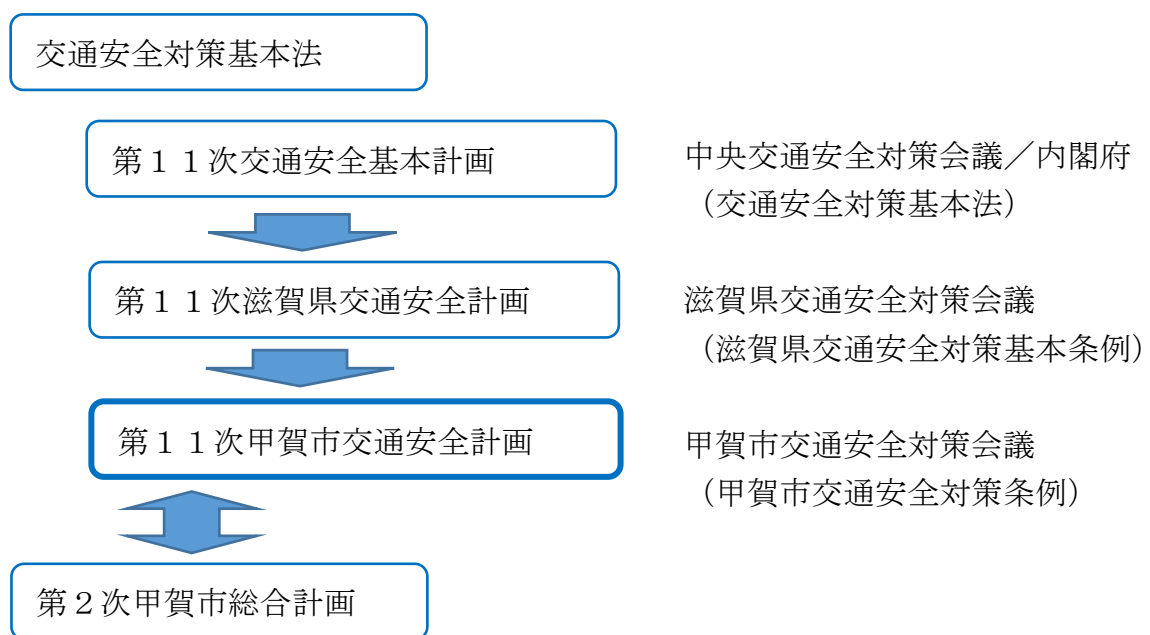 交通安全対策基本法
第１１次交通安全基本計画
中央交通安全対策会議／内閣府
（交通安全対策基本法）
第１１次滋賀県交通安全計画
滋賀県交通安全対策会議
（滋賀県交通安全対策基本条例）
第１１次甲賀市交通安全計画
甲賀市交通安全対策会議
（甲賀市交通安全対策条例）
第２次甲賀市総合計画